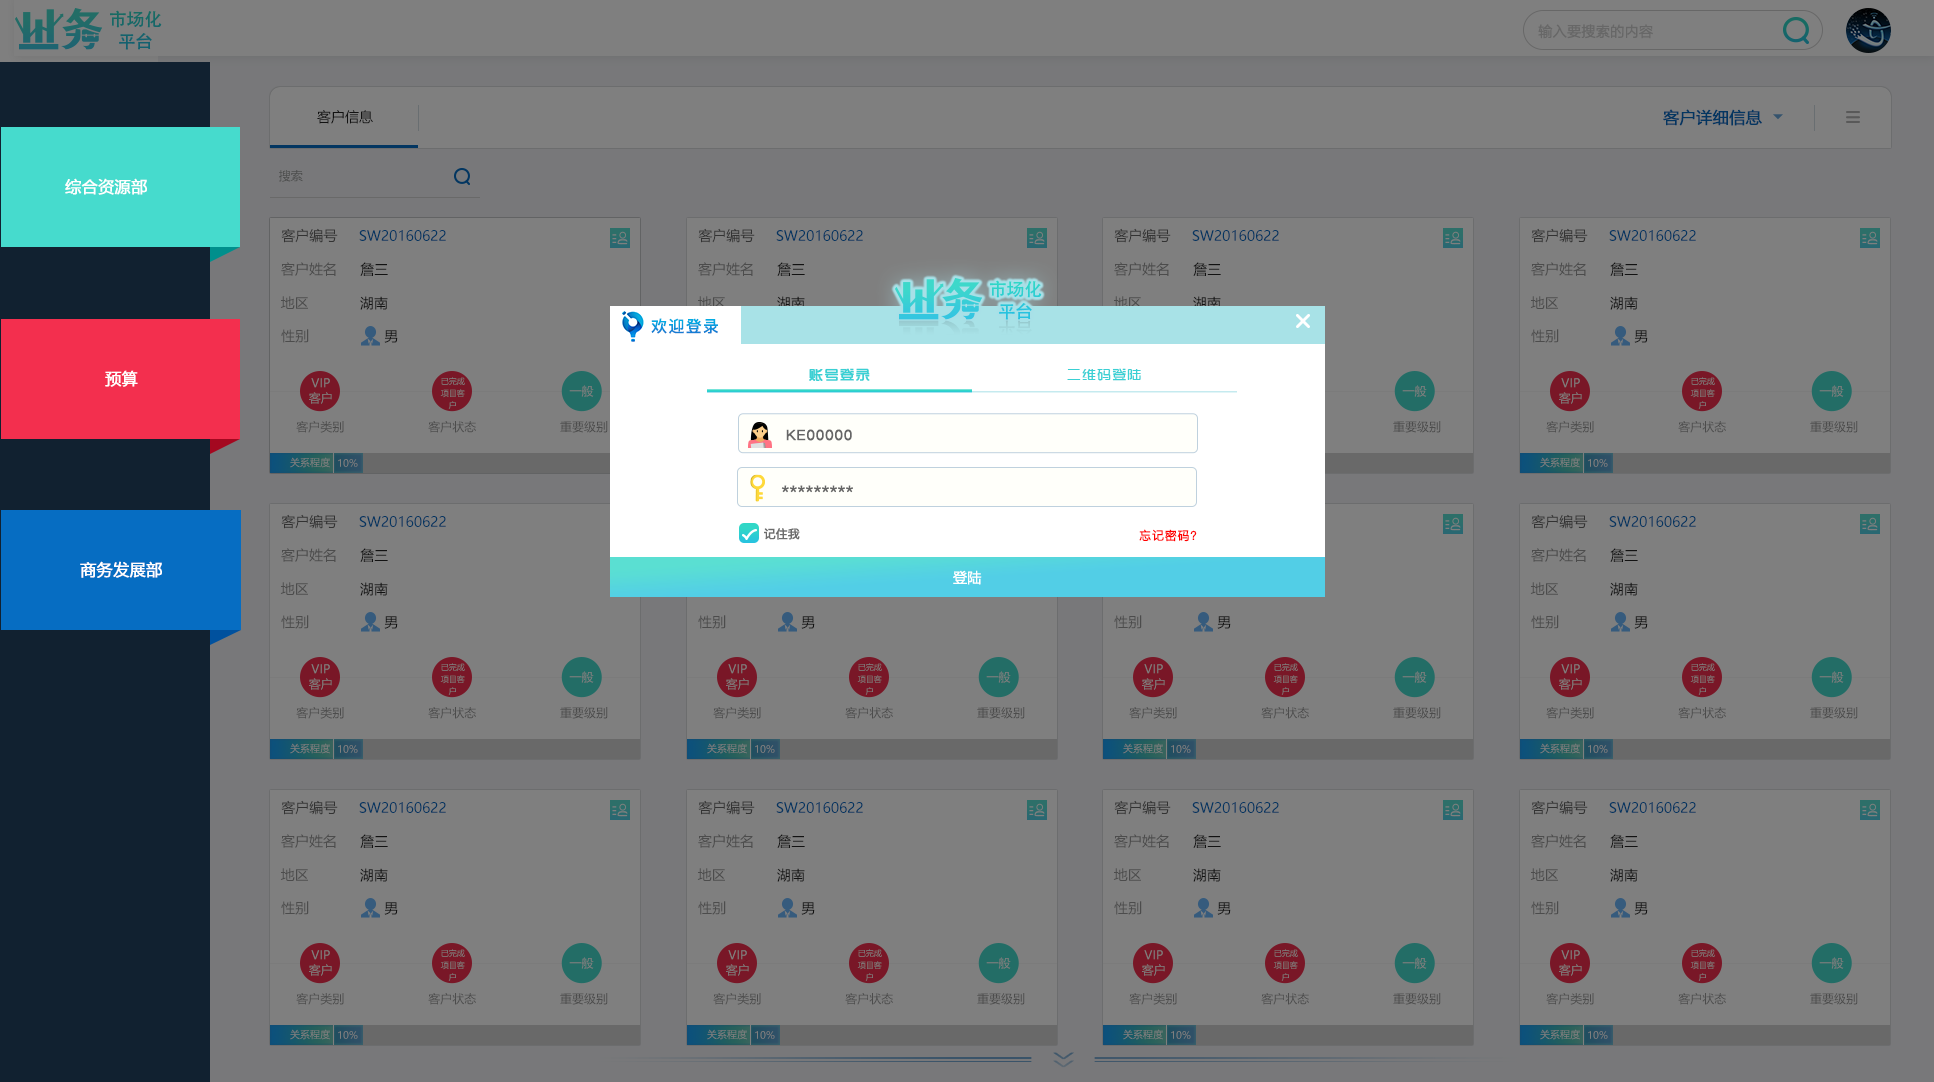 业务 市场化
平台
输入要搜索的内容
综合资源部
预算
商务发展部
客户信息
客户详细信息
搜索
客户编号 SW20160622
客户姓名 詹三
地区 湖南
性别 男
VIP
客户
已完成
项目客
户
一般
客户类别 客户状态 重要级别
关系程度 10%
客户编号 SW20160622
客户姓名 詹三
地区 湖南
客户编号 SW20160622
客户姓名 詹三
地区 湖南
一般
重要级别
客户编号 SW20160622
客户姓名 詹三
地区 湖南
性别 男
VIP
客户
已完成
项目客
户
一般
客户类别 客户状态 重要级别
关系程度 10%
业务 市场化
平台
欢迎登录
账号登录 二维码登陆
KE00000
*********
记住我 忘记密码?
登陆
客户编号 SW20160622
客户姓名 詹三
地区 湖南
性别 男
VIP
客户
已完成
项目客
户
一般
客户类别 客户状态 重要级别
关系程度 10%
性别 男
VIP
客户
已完成
项目客
户
一般
客户类别 客户状态 重要级别
关系程度 10%
性别 男
VIP
客户
已完成
项目客
户
一般
客户类别 客户状态 重要级别
关系程度 10%
客户编号 SW20160622
客户姓名 詹三
地区 湖南
性别 男
VIP
客户
已完成
项目客
户
一般
客户类别 客户状态 重要级别
关系程度 10%
客户编号 SW20160622
客户姓名 詹三
地区 湖南
性别 男
VIP
客户
已完成
项目客
户
一般
客户类别 客户状态 重要级别
关系程度 10%
客户编号 SW20160622
客户姓名 詹三
地区 湖南
性别 男
VIP
客户
已完成
项目客
户
一般
客户类别 客户状态 重要级别
关系程度 10%
客户编号 SW20160622
客户姓名 詹三
地区 湖南
性别 男
VIP
客户
已完成
项目客
户
一般
客户类别 客户状态 重要级别
关系程度 10%
客户编号 SW20160622
客户姓名 詹三
地区 湖南
性别 男
VIP
客户
已完成
项目客
户
一般
客户类别 客户状态 重要级别
关系程度 10%